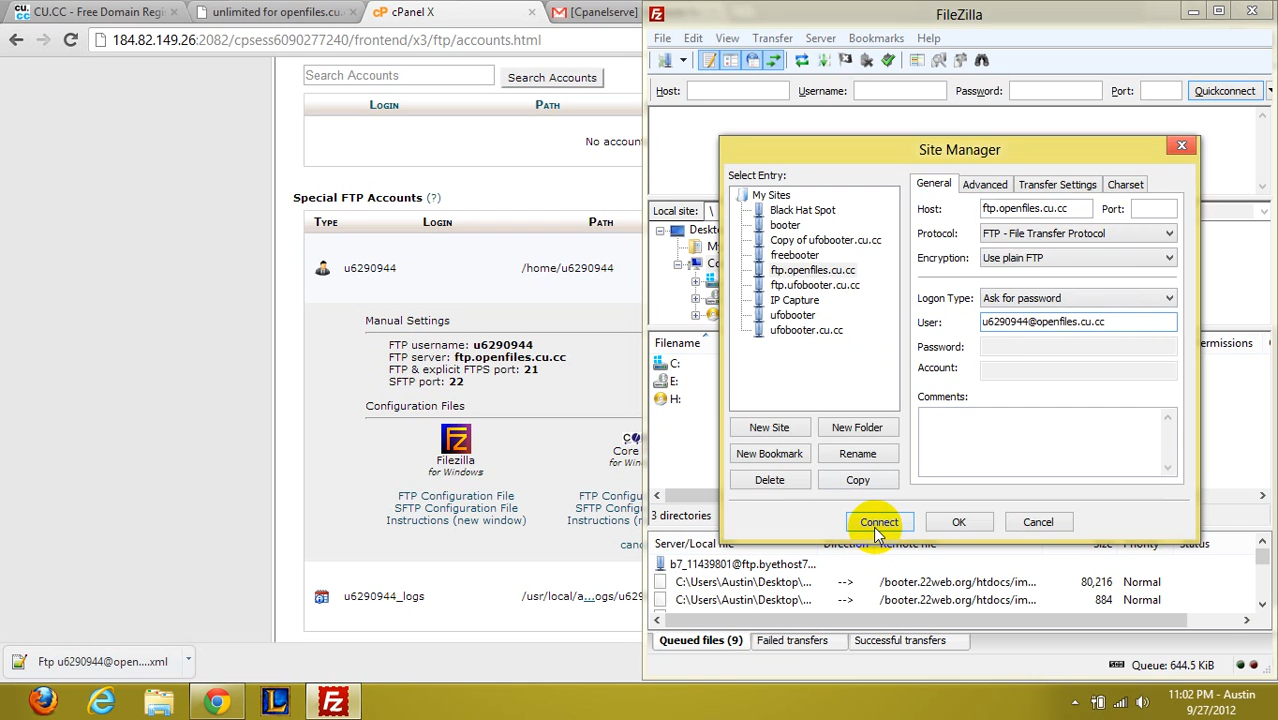 CU.CC - Free Domain Regi
unlimited for openfiles.cu.
cPanel X
[Cpanelserve]
184.82.149.26:2082/cpsess6090277240/frontend/x3/ftp/accounts.html
Search Accounts
Search Accounts
LOGIN PATH
No accoun
Special FTP Accounts (?)
TYPE LOGIN PATH
u6290944 /home/u6290944
Manual Settings
FTP username: u6290944
FTP server: ftp.openfiles.cu.cc
FTP & explicit FTPS port: 21
SFTP port: 22
Configuration Files
Filezilla
for Windows
Core
for Win
FTP Configuration File
SFTP Configuration File
Instructions (new window)
FTP Configu
SFTP Configu
Instructions (n
canc
u6290944_logs /usr/local/a...ogs/u629
Ftp u6290944@open....xml
FileZilla
File Edit View Transfer Server Bookmarks Help
Host: Username: Password: Port: Quickconnect
Local site: \
Deskto
My
Co
Filename
C:
E:
H:
ermissions
3 directories
Site Manager
Select Entry:
My Sites
Black Hat Spot
booter
Copy of ufobooter.cu.cc
freebooter
ftp.openfiles.cu.cc
ftp.ufobooter.cu.cc
IP Capture
ufobooter
ufobooter.cu.cc
New Site New Folder
New Bookmark Rename
Delete Copy
General Advanced Transfer Settings Charset
Host: ftp.openfiles.cu.cc Port:
Protocol: FTP - File Transfer Protocol
Encryption: Use plain FTP
Logon Type: Ask for password
User: u6290944@openfiles.cu.cc
Password:
Account:
Comments:
Connect OK Cancel
Server/Local file Direction Remote file Size Priority Status
b7_11439801@ftp.byethost7...
C:\Users\Austin\Desktop\... --> /booter.22web.org/htdocs/im... 80,216 Normal
C:\Users\Austin\Desktop\... --> /booter.22web.org/htdocs/im... 884 Normal
Queued files (9) Failed transfers Successful transfers
Queue: 644.5 KiB
11:02 PM - Austin
9/27/2012